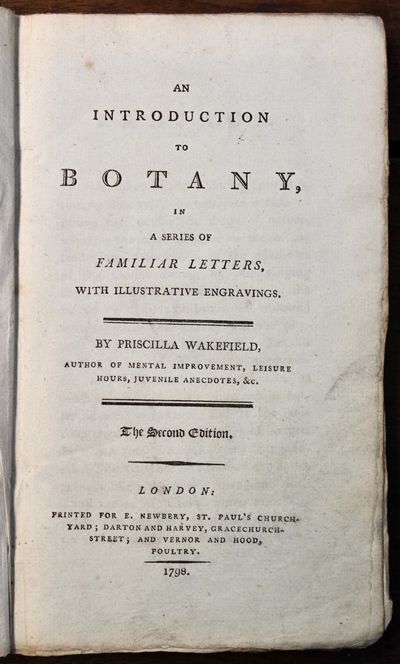 AN
INTRODUCTION
TO
BOTANY,
IN
A SERIES OF
FAMILIAR LETTERS,
WITH ILLUSTRATIVE ENGRAVINGS.
BY PRISCILLA WAKEFIELD,
AUTHOR OF MENTAL IMPROVEMENT, LEISURE
HOURS, JUVENILE ANECDOTES, &c.
The Second Edition.
LONDON:
PRINTED FOR E. NEWBERY, ST. PAUL'S CHURCH-
YARD; DARTON AND HARVEY, GRACECHURCH-
STREET; AND VERNOR AND HOOD,
POULTRY.
1798.